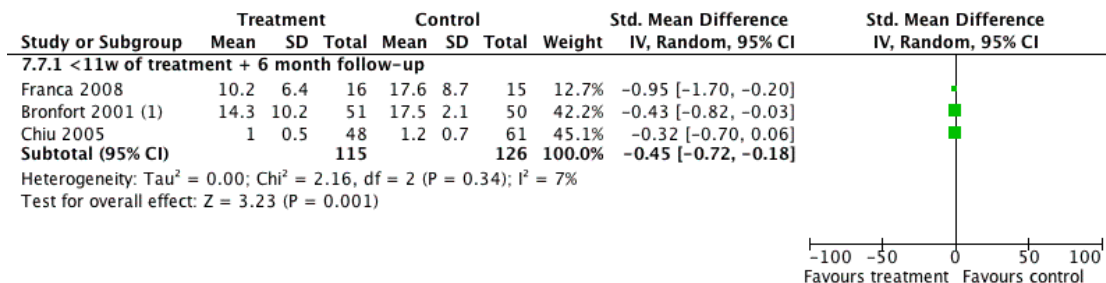 Treatment Control Std. Mean Difference Std. Mean Difference
Study or Subgroup Mean SD Total Mean SD Total Weight IV, Random, 95% CI IV, Random, 95% CI
7.7.1 <11w of treatment + 6 month follow-up
Franca 2008 10.2 6.4 16 17.6 8.7 15 12.7% -0.95 [-1.70, -0.20]
Bronfort 2001 (1) 14.3 10.2 51 17.5 2.1 50 42.2% -0.43 [-0.82, -0.03]
Chiu 2005 1 0.5 48 1.2 0.7 61 45.1% -0.32 [-0.70, 0.06]
Subtotal (95% CI) 115 126 100.0% -0.45 [-0.72, -0.18]
Heterogeneity: Tau² = 0.00; Chi² = 2.16, df = 2 (P = 0.34); I² = 7%
Test for overall effect: Z = 3.23 (P = 0.001)
-100 -50 0 50 100
Favours treatment Favours control